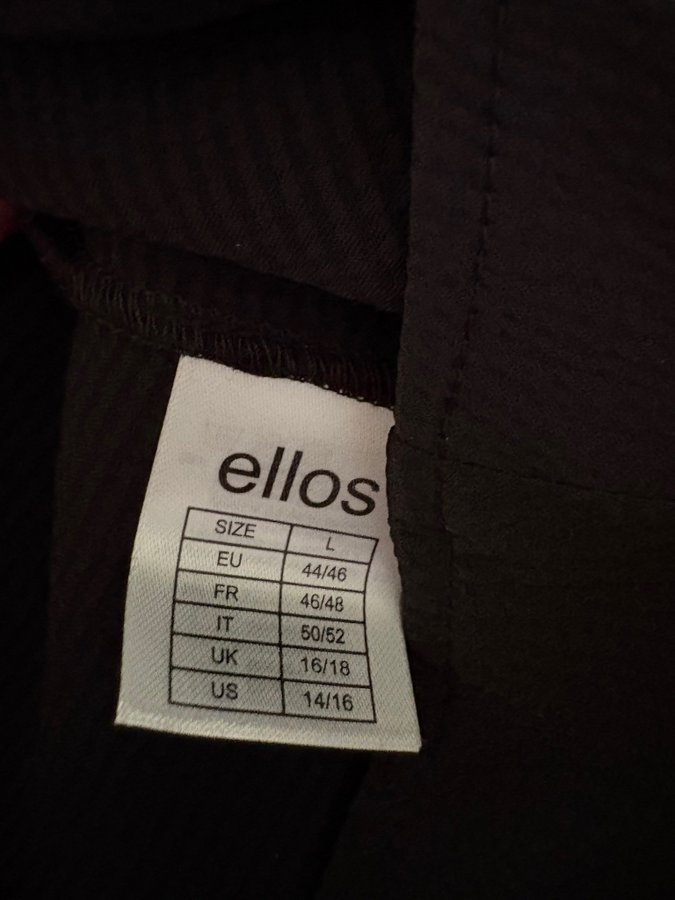 ellos
SIZE L
EU 44/46
FR 46/48
IT 50/52
UK 16/18
US 14/16